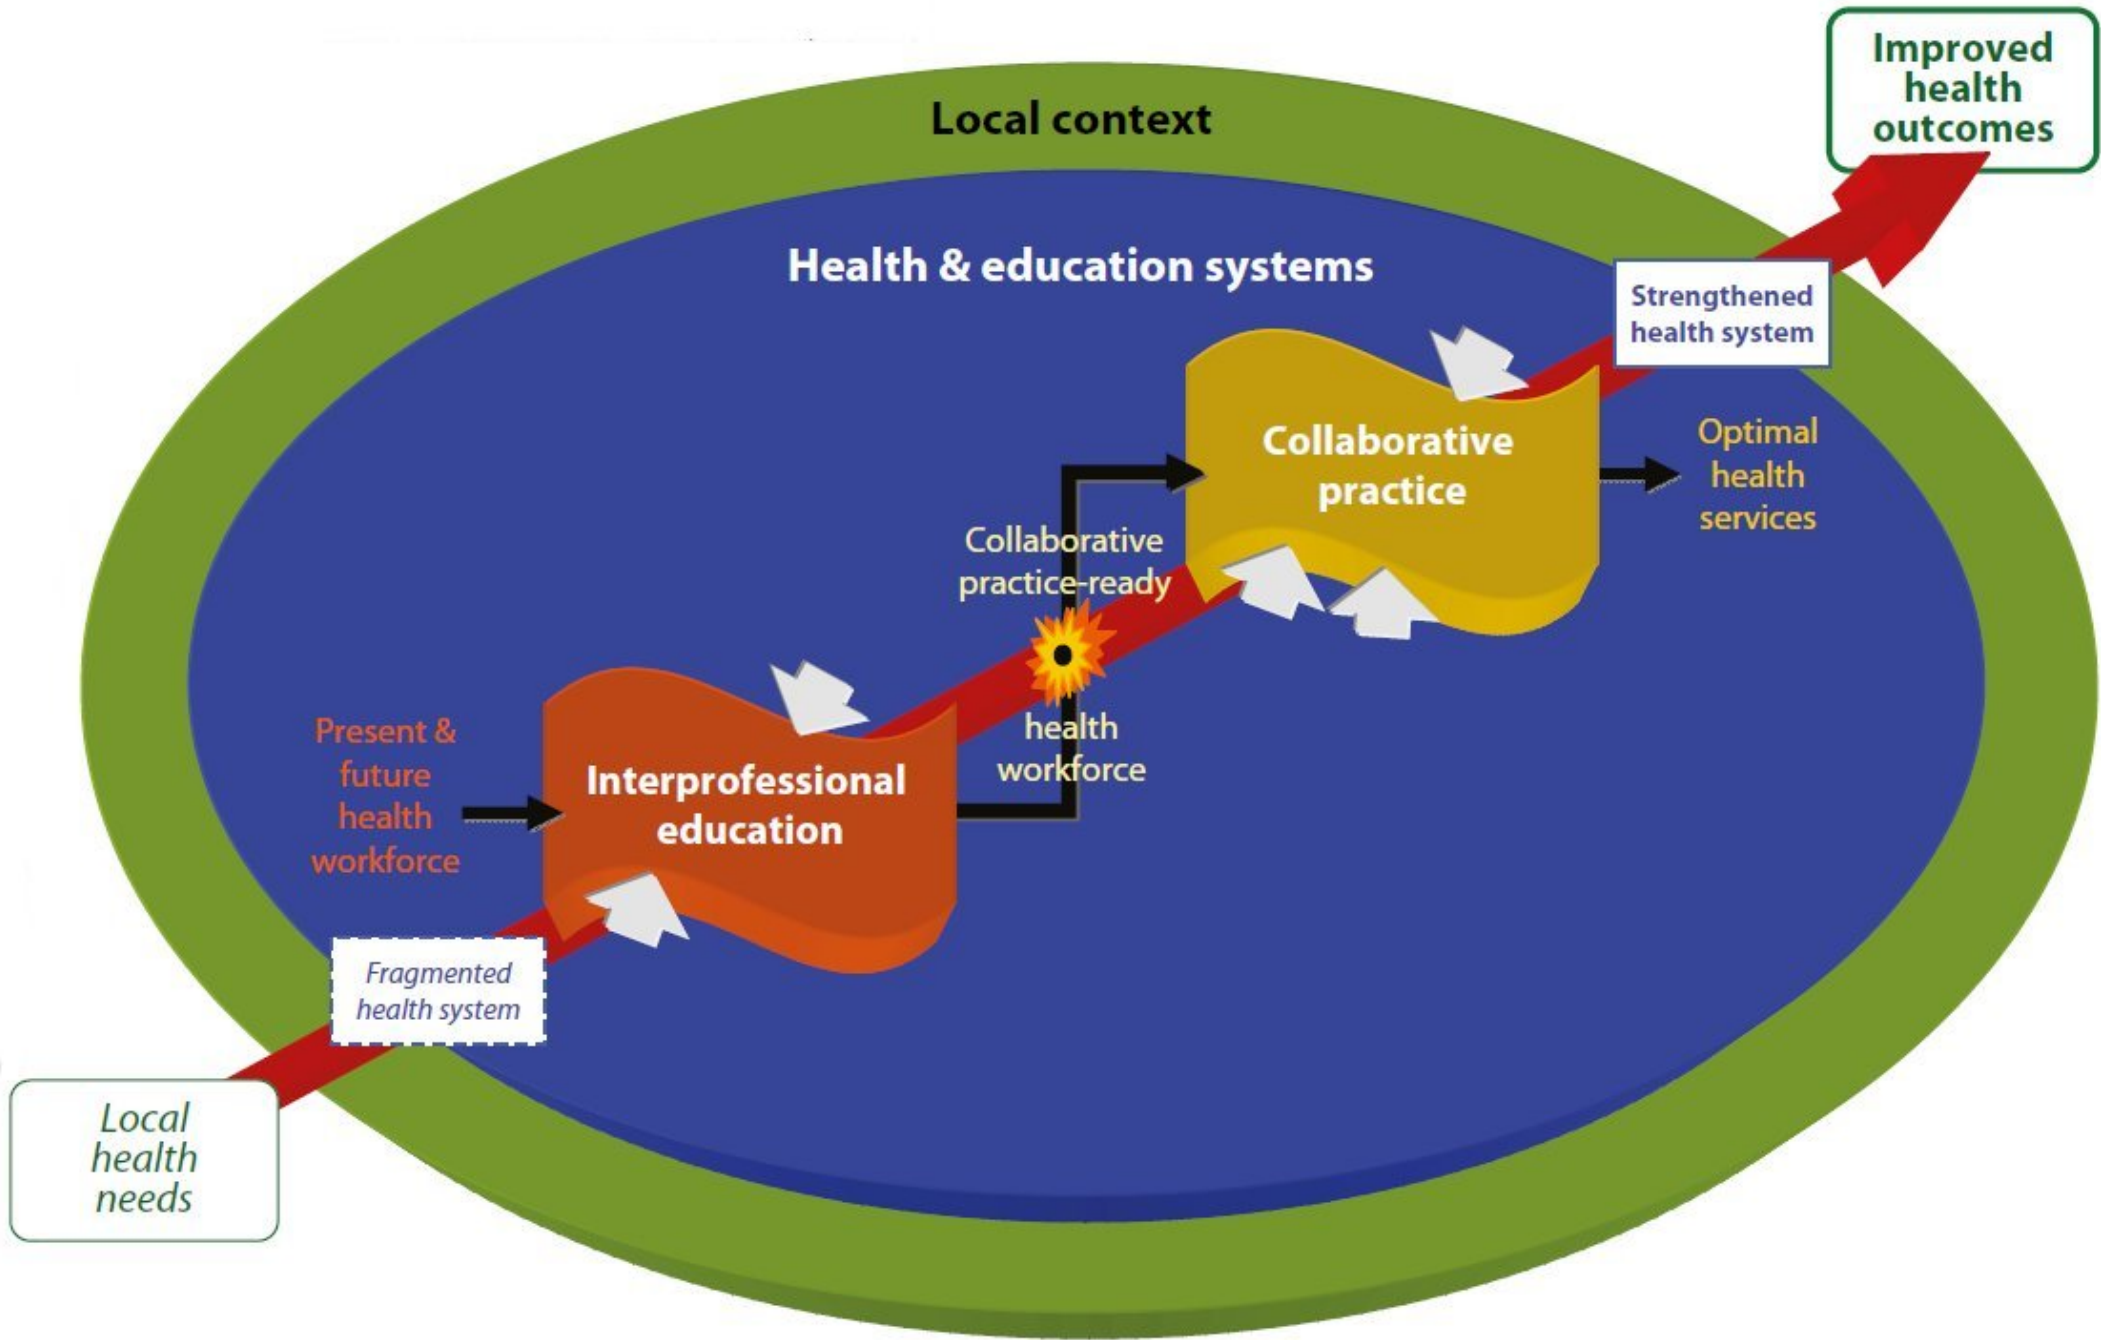 Improved
health
outcomes
Local context
Health & education systems
Strengthened
health system
Collaborative
practice
Optimal
health
services
Collaborative
practice-ready
health
workforce
Present &
future
health
workforce
Interprofessional
education
Fragmented
health system
Local
health
needs